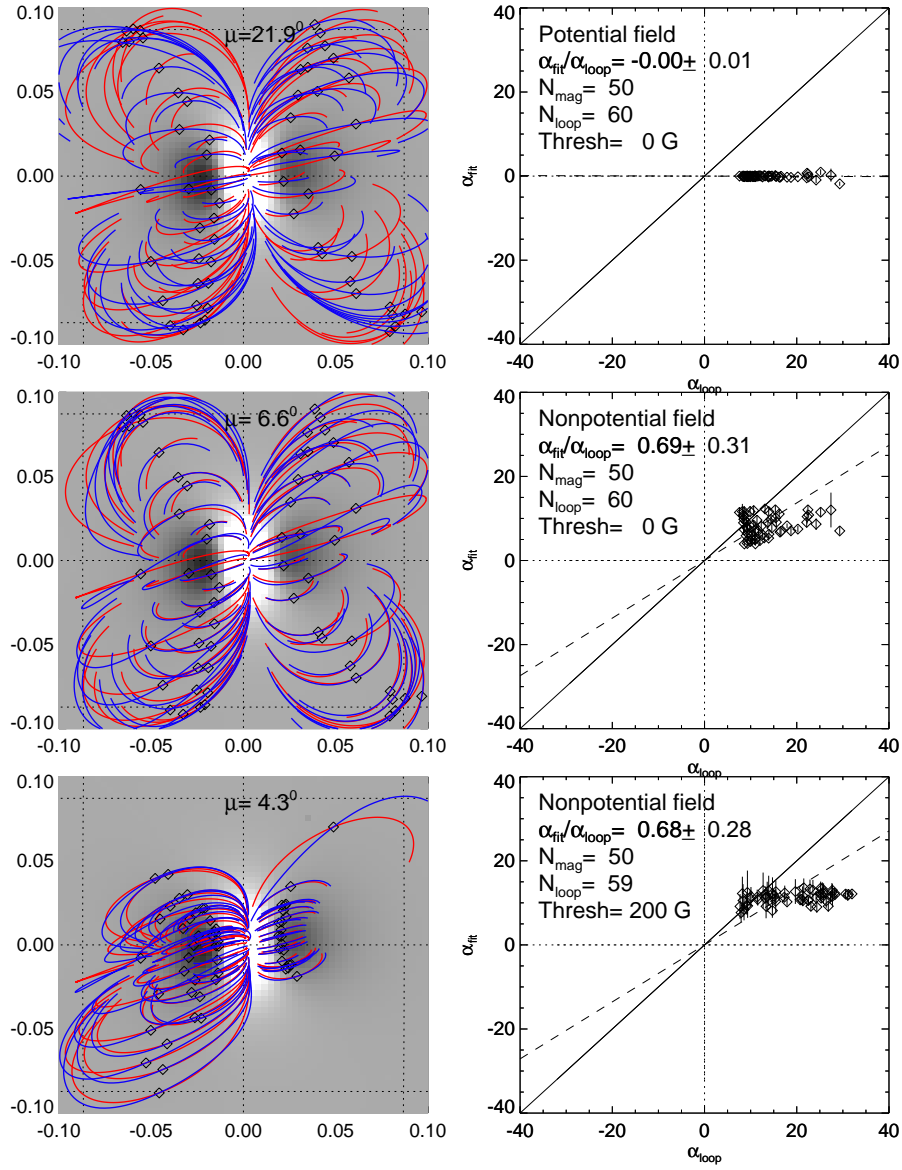 0.10
0.05
0.00
-0.05
-0.10
-0.10 -0.05 0.00 0.05 0.10
μ=21.9⁰
40
20
0
-20
-40
-40 -20 0 20 40
α_fit
α_loop
Potential field
α_fit/α_loop= -0.00± 0.01
N_mag= 50
N_loop= 60
Thresh= 0 G
0.10
0.05
0.00
-0.05
-0.10
-0.10 -0.05 0.00 0.05 0.10
μ= 6.6⁰
40
20
0
-20
-40
-40 -20 0 20 40
α_fit
α_loop
Nonpotential field
α_fit/α_loop= 0.69± 0.31
N_mag= 50
N_loop= 60
Thresh= 0 G
0.10
0.05
0.00
-0.05
-0.10
-0.10 -0.05 0.00 0.05 0.10
μ= 4.3⁰
40
20
0
-20
-40
-40 -20 0 20 40
α_fit
α_loop
Nonpotential field
α_fit/α_loop= 0.68± 0.28
N_mag= 50
N_loop= 59
Thresh= 200 G